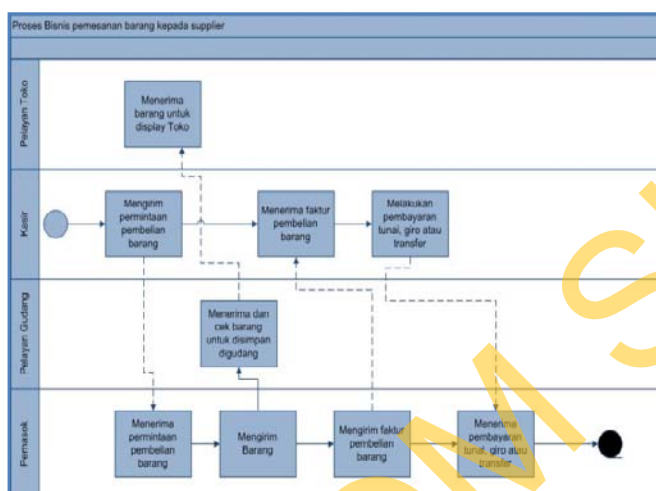 Proses Bisnis pemesanan barang kepada supplier
Pelayan Toko
Menerima
barang untuk
display Toko
Kasir
Mengirim
permintaan
pembelian
barang
Menerima faktur
pembelian
barang
Melakukan
pembayaran
tunai, giro atau
transfer
Pelayan Gudang
Menerima dan
cek barang
untuk disimpan
digudang
Pemasok
Menerima
permintaan
pembelian
barang
Mengirim
Barang
Mengirim faktur
pembelian
barang
Menerima
pembayaran
tunai, giro atau
transfer
OM S